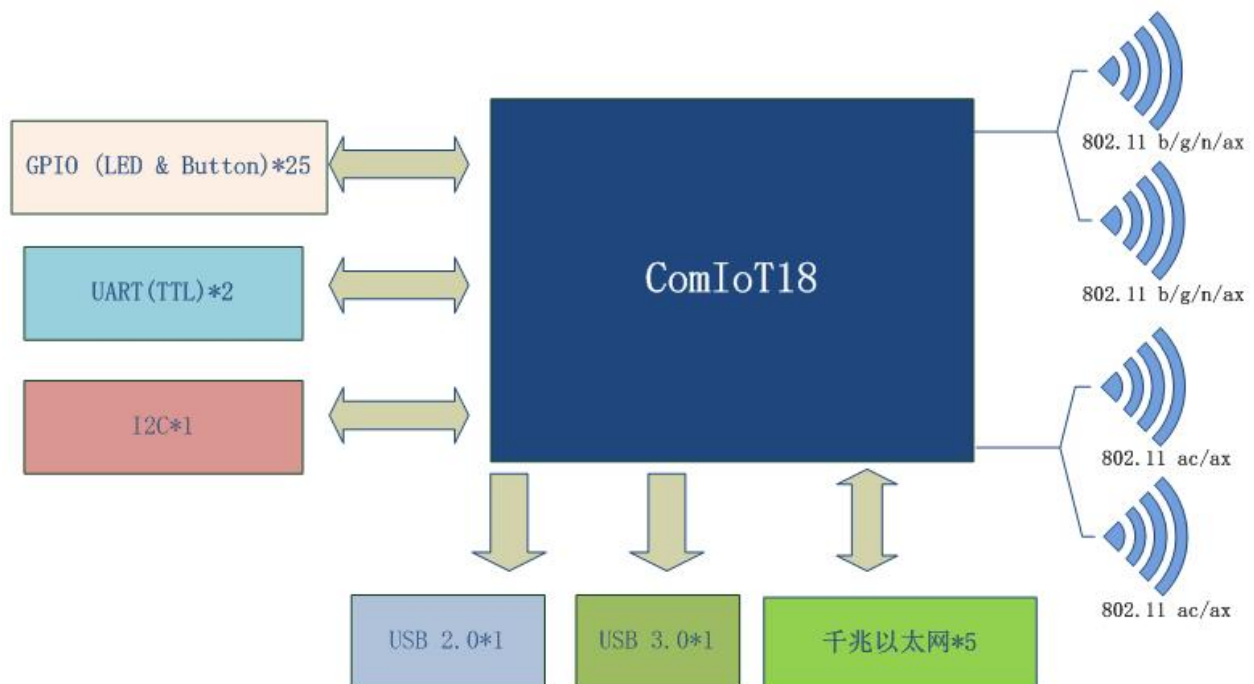 802.11 b/g/n/ax
GPIO (LED & Button)*25
ComIoT18
UART(TTL)*2
802.11 b/g/n/ax
I2C*1
802.11 ac/ax
USB 2.0*1
USB 3.0*1
千兆以太网*5
802.11 ac/ax